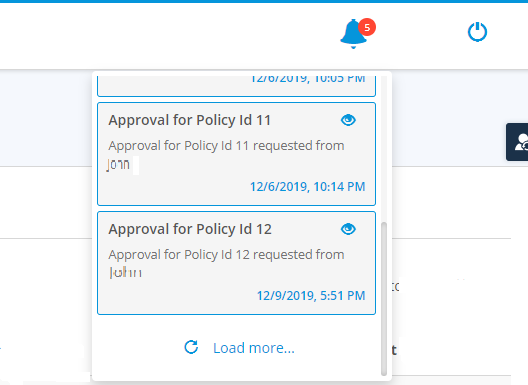 5
12/6/2019, 10:05 PM
Approval for Policy Id 11
Approval for Policy Id 11 requested from
John
12/6/2019, 10:14 PM
Approval for Policy Id 12
Approval for Policy Id 12 requested from
John
12/9/2019, 5:51 PM
Load more...